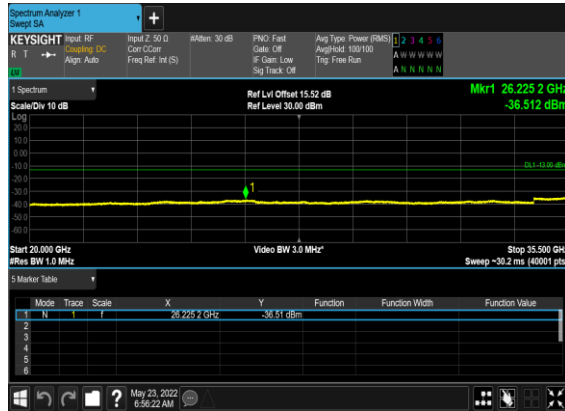 Spectrum Analyzer 1
Swept SA
+
KEYSIGHT
R T
LW
Input: RF
Coupling: DC
Align: Auto
Input Z: 50 Ω
Corr CCorr
Freq Ref: Int (S)
#Atten: 30 dB
PNO: Fast
Gate: Off
IF Gain: Low
Sig Track: Off
Avg Type: Power (RMS)
Avg|Hold: 100/100
Trig: Free Run
1 2 3 4 5 6
A W W W W W
A N N N N N
1 Spectrum
Scale/Div 10 dB
Ref Lvl Offset 15.52 dB
Ref Level 30.00 dBm
Mkr1 26.225 2 GHz
-36.512 dBm
Log
20.0
10.0
0.00
-10.0
-20.0
-30.0
-40.0
-50.0
-60.0
DL1 -13.00 dBm
1
Start 20.000 GHz
#Res BW 1.0 MHz
Video BW 3.0 MHz*
Stop 35.500 GHz
Sweep ~30.2 ms (40001 pts)
5 Marker Table
Mode Trace Scale X Y Function Function Width Function Value
1 N 1 f 26.225 2 GHz -36.51 dBm
2
3
4
5
6
?
May 23, 2022
6:56:22 AM